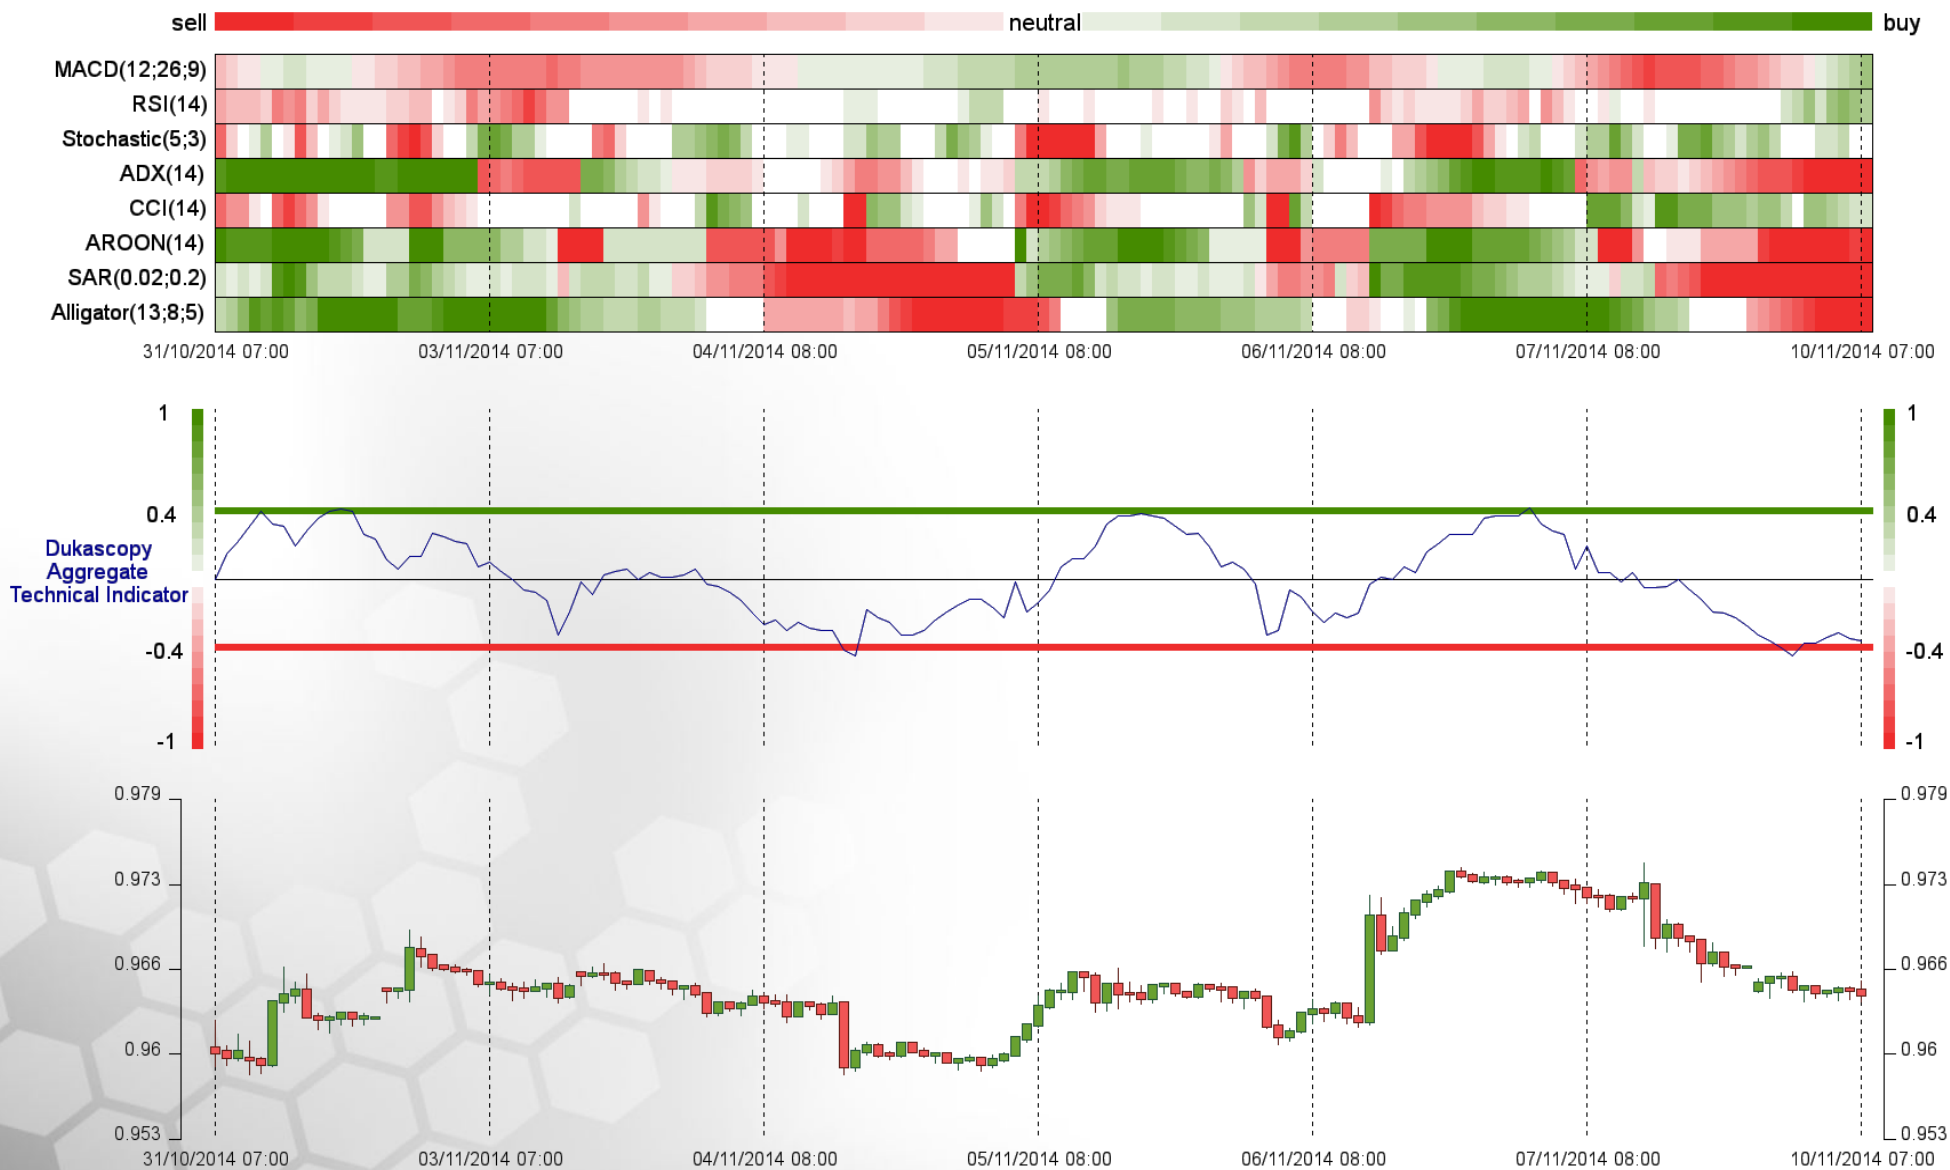 sell neutral buy
MACD(12;26;9)
RSI(14)
Stochastic(5;3)
ADX(14)
CCI(14)
AROON(14)
SAR(0.02;0.2)
Alligator(13;8;5)
31/10/2014 07:00 03/11/2014 07:00 04/11/2014 08:00 05/11/2014 08:00 06/11/2014 08:00 07/11/2014 08:00 10/11/2014 07:00
1 1
0.4 0.4
Dukascopy
Aggregate
Technical Indicator
-0.4 -0.4
-1 -1
0.979 0.979
0.973 0.973
0.966 0.966
0.96 0.96
0.953 0.953
31/10/2014 07:00 03/11/2014 07:00 04/11/2014 08:00 05/11/2014 08:00 06/11/2014 08:00 07/11/2014 08:00 10/11/2014 07:00